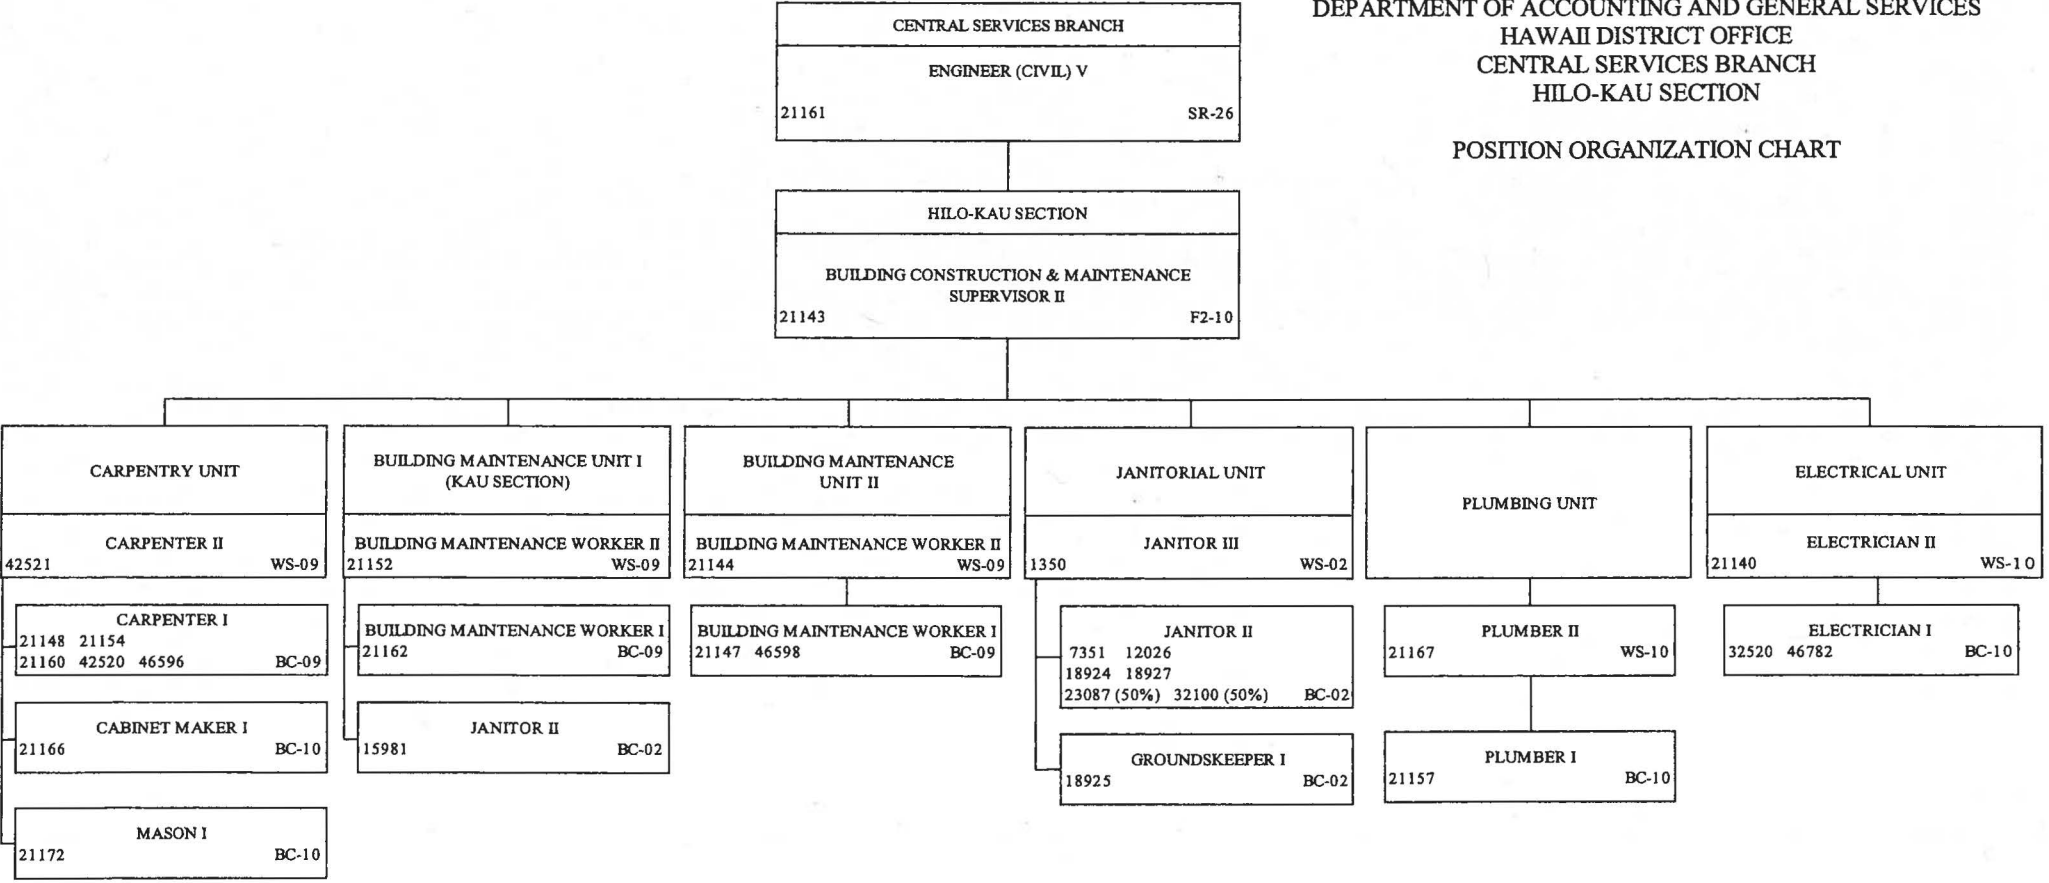 DEPARTMENT OF ACCOUNTING AND GENERAL SERVICES
HAWAII DISTRICT OFFICE
CENTRAL SERVICES BRANCH
HILO-KAU SECTION
POSITION ORGANIZATION CHART
CENTRAL SERVICES BRANCH
ENGINEER (CIVIL) V
21161 SR-26
HILO-KAU SECTION
BUILDING CONSTRUCTION & MAINTENANCE
SUPERVISOR II
21143 F2-10
CARPENTRY UNIT
CARPENTER II
42521 WS-09
CARPENTER I
21148 21154
21160 42520 46596 BC-09
CABINET MAKER I
21166 BC-10
MASON I
21172 BC-10
BUILDING MAINTENANCE UNIT I
(KAU SECTION)
BUILDING MAINTENANCE WORKER II
21152 WS-09
BUILDING MAINTENANCE WORKER I
21162 BC-09
JANITOR II
15981 BC-02
BUILDING MAINTENANCE
UNIT II
BUILDING MAINTENANCE WORKER II
21144 WS-09
BUILDING MAINTENANCE WORKER I
21147 46598 BC-09
JANITORIAL UNIT
JANITOR III
1350 WS-02
JANITOR II
7351 12026
18924 18927
23087 (50%) 32100 (50%) BC-02
GROUNDSKEEPER I
18925 BC-02
PLUMBING UNIT
PLUMBER II
21167 WS-10
PLUMBER I
21157 BC-10
ELECTRICAL UNIT
ELECTRICIAN II
21140 WS-10
ELECTRICIAN I
32520 46782 BC-10